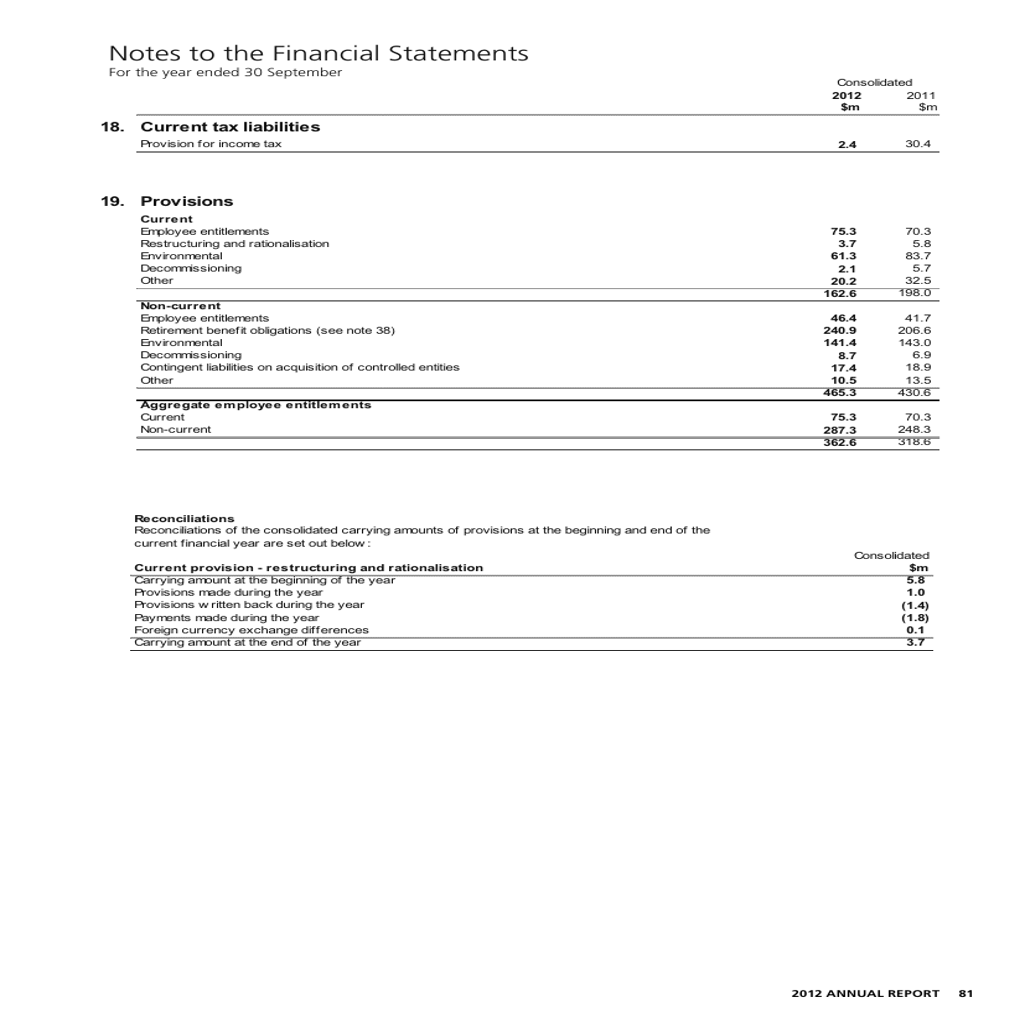 Notes to the Financial Statements
For the year ended 30 September
Consolidated
2012 2011
$m $m
18. Current tax liabilities
Provision for income tax 2.4 30.4
19. Provisions
Current
Employee entitlements 75.3 70.3
Restructuring and rationalisation 3.7 5.8
Environmental 61.3 83.7
Decommissioning 2.1 5.7
Other 20.2 32.5
162.6 198.0
Non-current
Employee entitlements 46.4 41.7
Retirement benefit obligations (see note 38) 240.9 206.6
Environmental 141.4 143.0
Decommissioning 8.7 6.9
Contingent liabilities on acquisition of controlled entities 17.4 18.9
Other 10.5 13.5
465.3 430.6
Aggregate employee entitlements
Current 75.3 70.3
Non-current 287.3 248.3
362.6 318.6
Reconciliations
Reconciliations of the consolidated carrying amounts of provisions at the beginning and end of the
current financial year are set out below:
Consolidated
Current provision - restructuring and rationalisation $m
Carrying amount at the beginning of the year 5.8
Provisions made during the year 1.0
Provisions written back during the year (1.4)
Payments made during the year (1.8)
Foreign currency exchange differences 0.1
Carrying amount at the end of the year 3.7
2012 ANNUAL REPORT 81